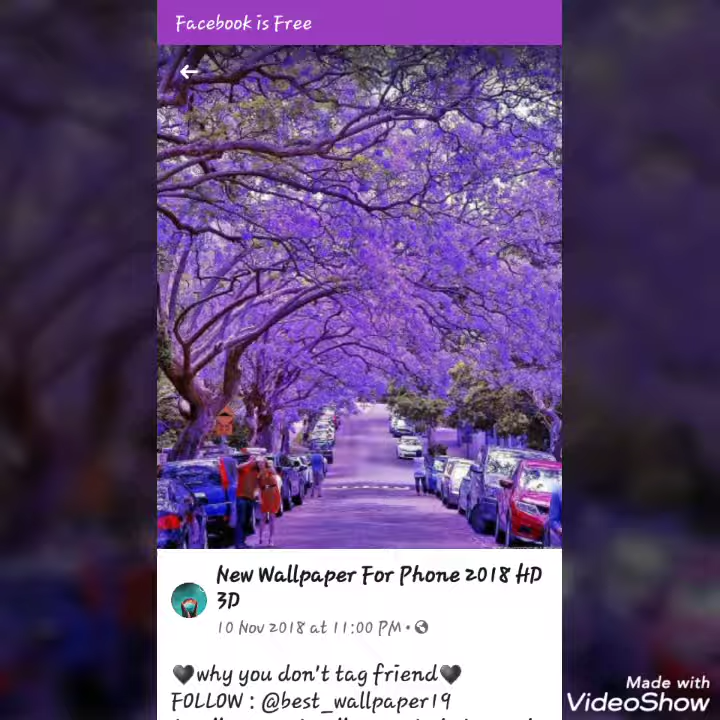 Facebook is Free
New Wallpaper For Phone 2018 HD
3D
10 Nov 2018 at 11:00 PM •
🖤why you don't tag friend🖤
FOLLOW : @best_wallpaper19
Made with
VideoShow